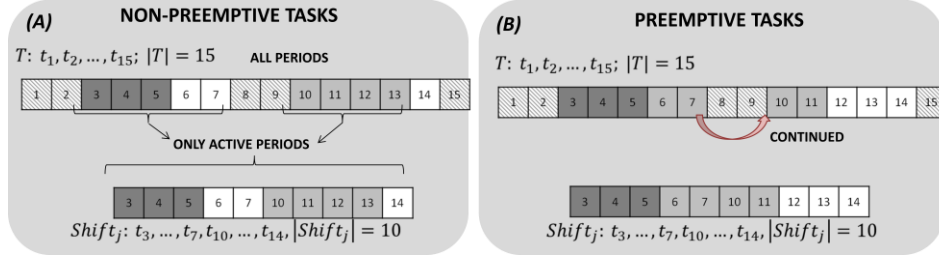 (A) NON-PREEMPTIVE TASKS
T: t₁, t₂, …, t₁₅; |T| = 15
ALL PERIODS
1 2 3 4 5 6 7 8 9 10 11 12 13 14 15
ONLY ACTIVE PERIODS
3 4 5 6 7 10 11 12 13 14
Shiftⱼ: t₃, …, t₇, t₁₀, …, t₁₄, |Shiftⱼ| = 10
(B) PREEMPTIVE TASKS
T: t₁, t₂, …, t₁₅; |T| = 15
1 2 3 4 5 6 7 8 9 10 11 12 13 14 15
CONTINUED
3 4 5 6 7 10 11 12 13 14
Shiftⱼ: t₃, …, t₇, t₁₀, …, t₁₄, |Shiftⱼ| = 10